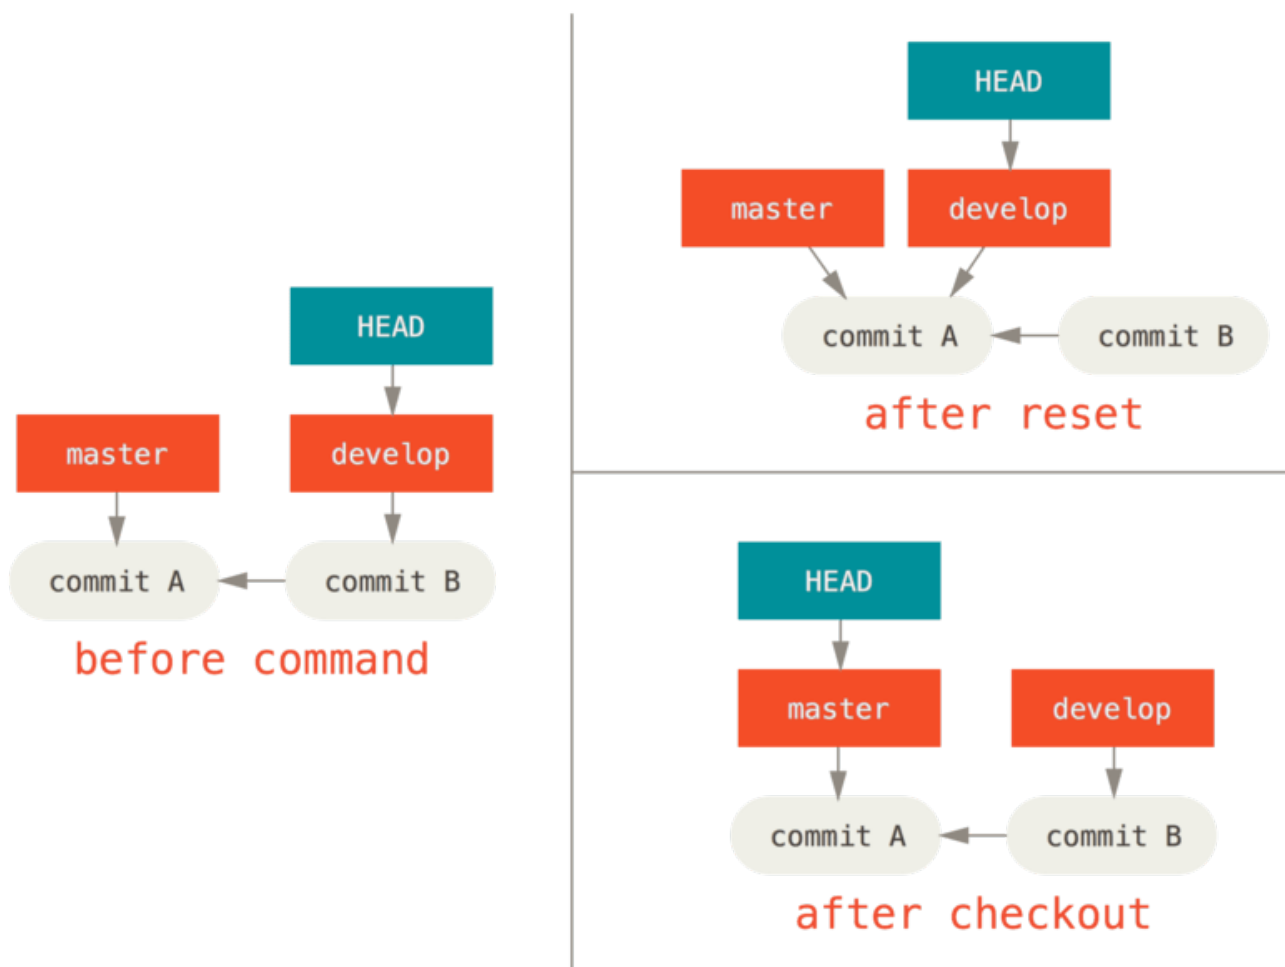 HEAD
master
develop
commit A
commit B
before command
HEAD
master
develop
commit A
commit B
after reset
HEAD
master
develop
commit A
commit B
after checkout